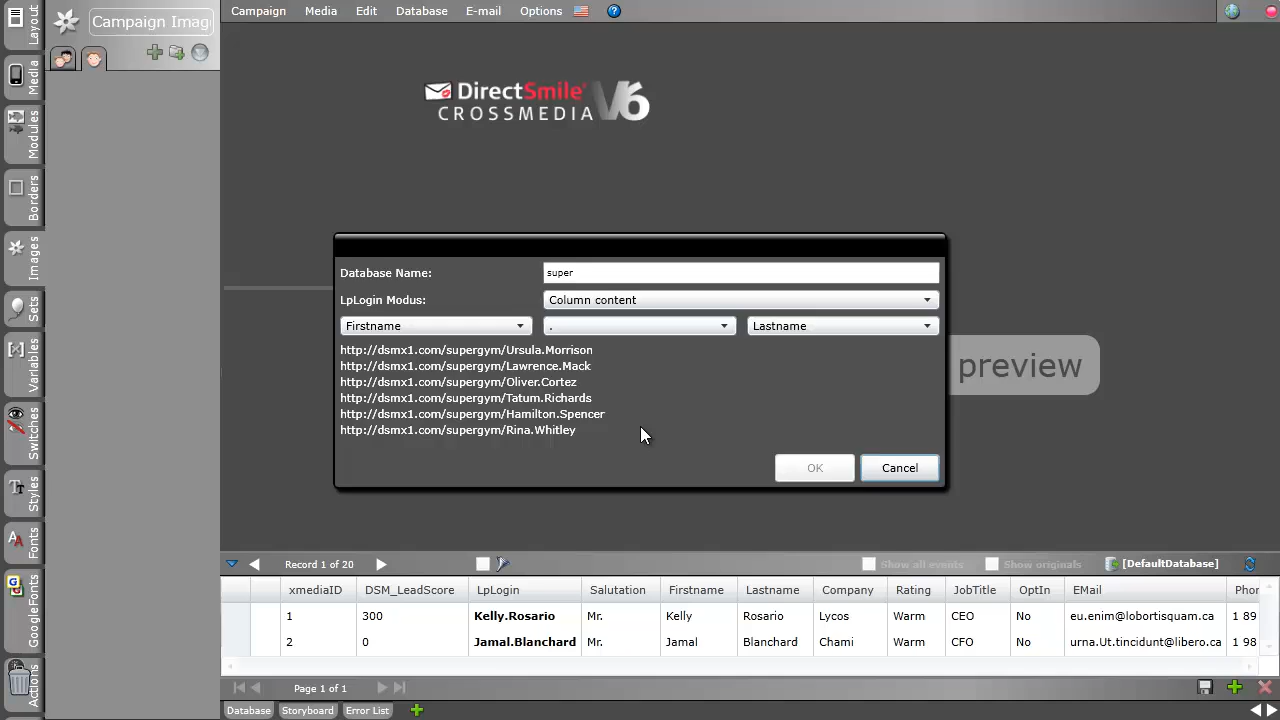 Campaign Media Edit Database E-mail Options
Campaign Imag
Layout
Media
Modules
Borders
Images
Sets
Variables
Switches
Styles
Fonts
Google Fonts
Actions
DirectSmile V6
CROSSMEDIA
Database Name: super
LpLogin Modus: Column content
Firstname . Lastname
http://dsmx1.com/supergym/Ursula.Morrison
http://dsmx1.com/supergym/Lawrence.Mack
http://dsmx1.com/supergym/Oliver.Cortez
http://dsmx1.com/supergym/Tatum.Richards
http://dsmx1.com/supergym/Hamilton.Spencer
http://dsmx1.com/supergym/Rina.Whitley
OK Cancel
preview
Record 1 of 20 Show all events Show originals [DefaultDatabase]
xmediaID DSM_LeadScore LpLogin Salutation Firstname Lastname Company Rating JobTitle OptIn EMail Phor
1 300 Kelly.Rosario Mr. Kelly Rosario Lycos Warm CEO No eu.enim@lobortisquam.ca 1 89
2 0 Jamal.Blanchard Mr. Jamal Blanchard Chami Warm CFO No urna.Ut.tincidunt@libero.ca 1 98
Page 1 of 1
Database Storyboard Error List